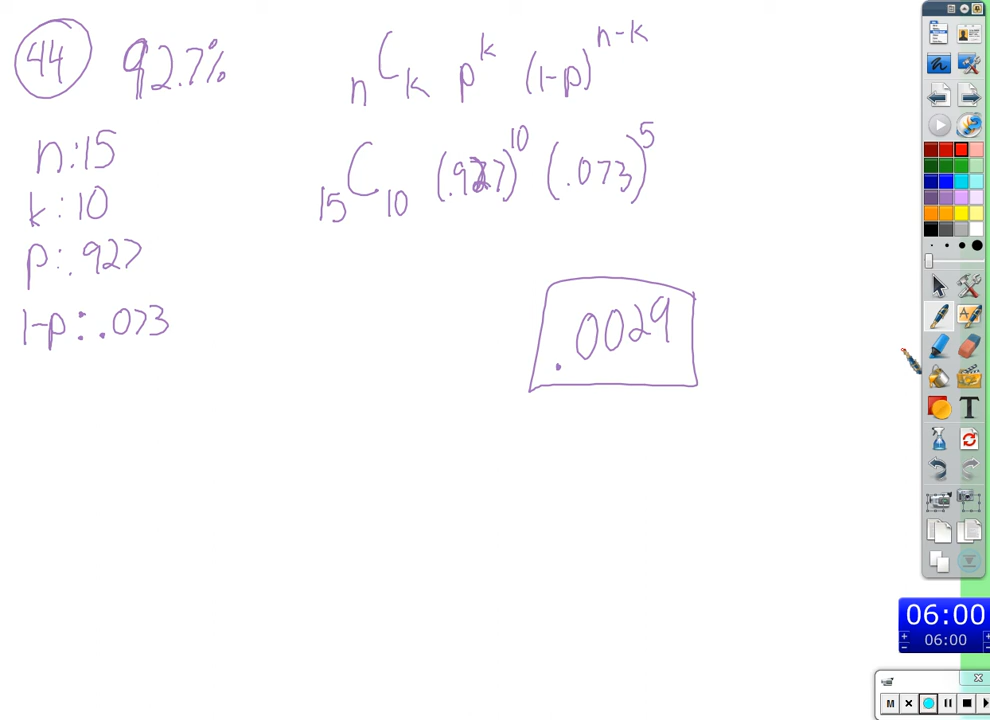 44 92.7%
n:15
k:10
p:.927
1-p:.073
nCk p^k (1-p)^n-k
15C10 (.927)^10 (.073)^5
.0029
T
06:00
06:00
M